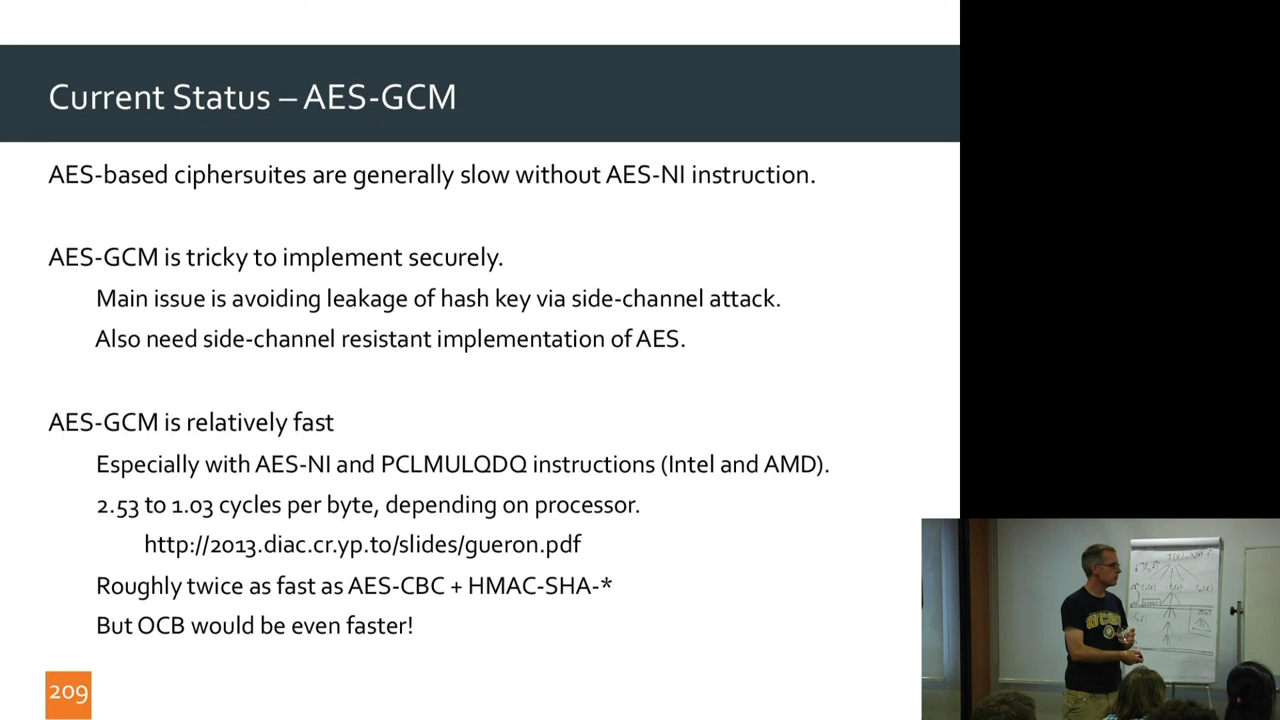 Current Status – AES-GCM
AES-based ciphersuites are generally slow without AES-NI instruction.
AES-GCM is tricky to implement securely.
Main issue is avoiding leakage of hash key via side-channel attack.
Also need side-channel resistant implementation of AES.
AES-GCM is relatively fast
Especially with AES-NI and PCLMULQDQ instructions (Intel and AMD).
2.53 to 1.03 cycles per byte, depending on processor.
http://2013.diac.cr.yp.to/slides/gueron.pdf
Roughly twice as fast as AES-CBC + HMAC-SHA-*
But OCB would be even faster!
209